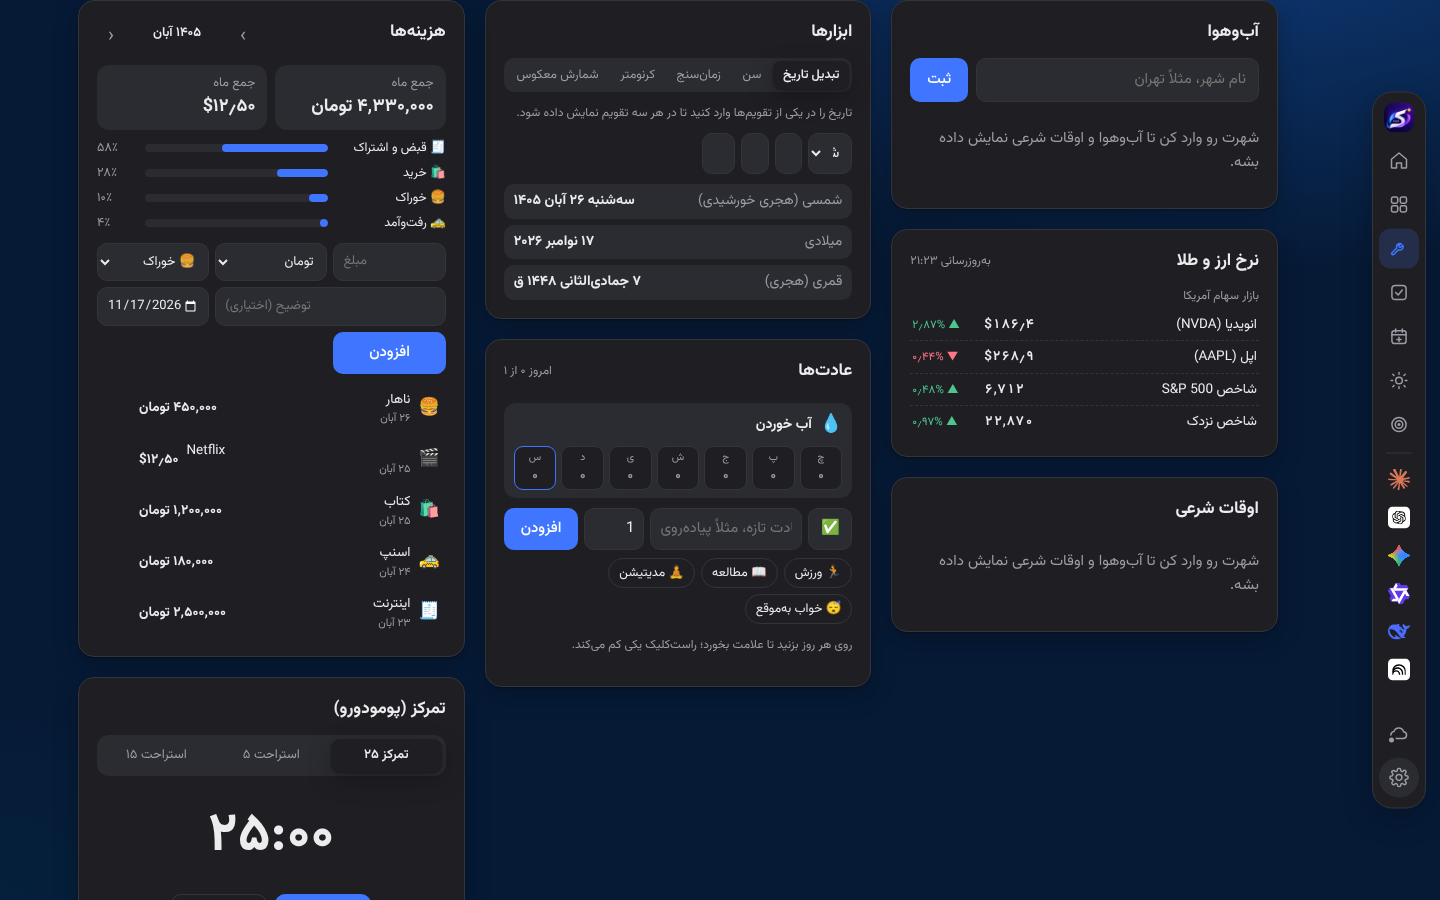 آب‌وهوا
نام شهر، مثلاً تهران
ثبت
شهرت رو وارد کن تا آب‌وهوا و اوقات شرعی نمایش داده
بشه.
نرخ ارز و طلا
به‌روزرسانی ۲۱:۲۳
بازار سهام آمریکا
انویدیا (NVDA) $۱۸۶٫۴ ▲ ۲٫۸۷%
اپل (AAPL) $۲۶۸٫۹ ▼ ۰٫۴۴%
شاخص S&P 500 ۶,۷۱۲ ▲ ۰٫۴۸%
شاخص نزدک ۲۲,۸۷۰ ▲ ۰٫۹۷%
اوقات شرعی
شهرت رو وارد کن تا آب‌وهوا و اوقات شرعی نمایش داده
بشه.
ابزارها
تبدیل تاریخ سن زمان‌سنج کرنومتر شمارش معکوس
تاریخ را در یکی از تقویم‌ها وارد کنید تا در هر سه تقویم نمایش داده شود.
شمسی (هجری خورشیدی) سه‌شنبه ۲۶ آبان ۱۴۰۵
میلادی ۱۷ نوامبر ۲۰۲۶
قمری (هجری) ۷ جمادی‌الثانی ۱۴۴۸ ق
عادت‌ها
امروز ۰ از ۱
💧 آب خوردن
چ پ ج ش ی د س
۰ ۰ ۰ ۰ ۰ ۰ ۰
✅ ادت تازه، مثلاً پیاده‌روی 1 افزودن
🏃 ورزش 📖 مطالعه 🧘 مدیتیشن
😴 خواب به‌موقع
روی هر روز بزنید تا علامت بخورد؛ راست‌کلیک یکی کم می‌کند.
هزینه‌ها
‹ ۱۴۰۵ آبان ›
جمع ماه
۴,۳۳۰,۰۰۰ تومان
جمع ماه
$۱۲٫۵۰
🧾 قبض و اشتراک ۵۸٪
🛍️ خرید ۲۸٪
🍔 خوراک ۱۰٪
🚕 رفت‌وآمد ۴٪
مبلغ تومان 🍔 خوراک
توضیح (اختیاری) 11/17/2026
افزودن
🍔 ناهار ۴۵۰,۰۰۰ تومان
۲۶ آبان
🎬 Netflix $۱۲٫۵۰
۲۵ آبان
🛍️ کتاب ۱,۲۰۰,۰۰۰ تومان
۲۵ آبان
🚕 اسنپ ۱۸۰,۰۰۰ تومان
۲۴ آبان
🧾 اینترنت ۲,۵۰۰,۰۰۰ تومان
۲۳ آبان
تمرکز (پومودورو)
تمرکز ۲۵ استراحت ۵ استراحت ۱۵
۲۵:۰۰